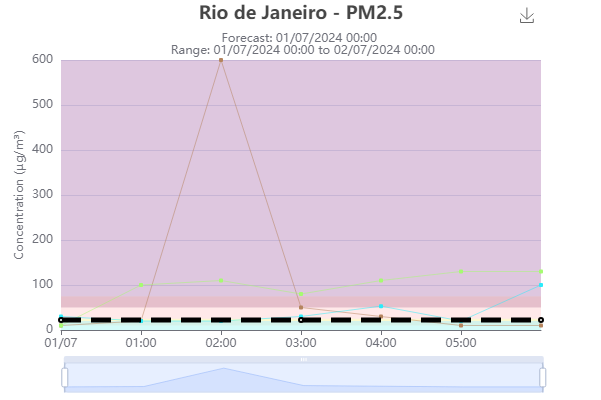 Rio de Janeiro - PM2.5
Forecast: 01/07/2024 00:00
Range: 01/07/2024 00:00 to 02/07/2024 00:00
Concentration (μg/m³)
600
500
400
300
200
100
0
01/07 01:00 02:00 03:00 04:00 05:00